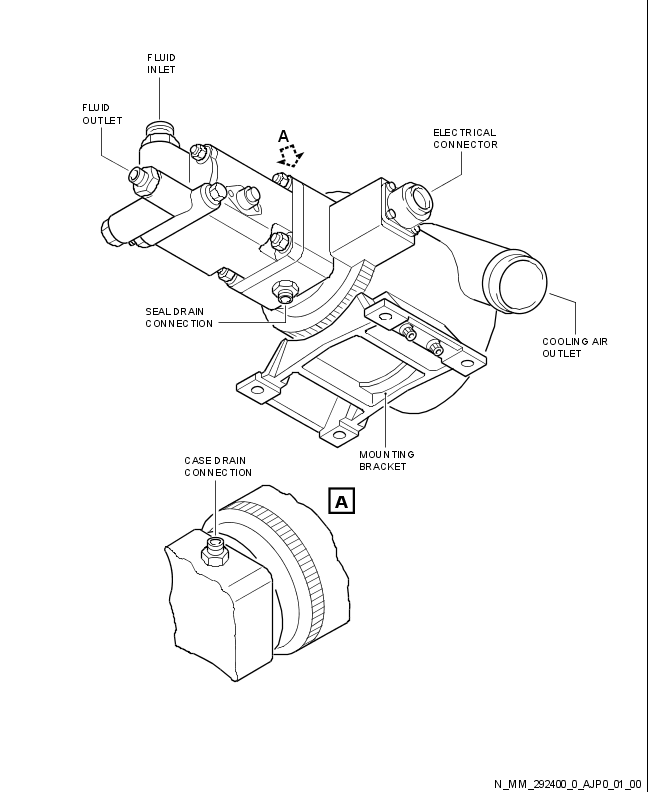 FLUID
INLET
FLUID
OUTLET
A
ELECTRICAL
CONNECTOR
SEAL DRAIN
CONNECTION
COOLING AIR
OUTLET
MOUNTING
BRACKET
CASE DRAIN
CONNECTION
A
N_MM_292400_0_AJP0_01_00